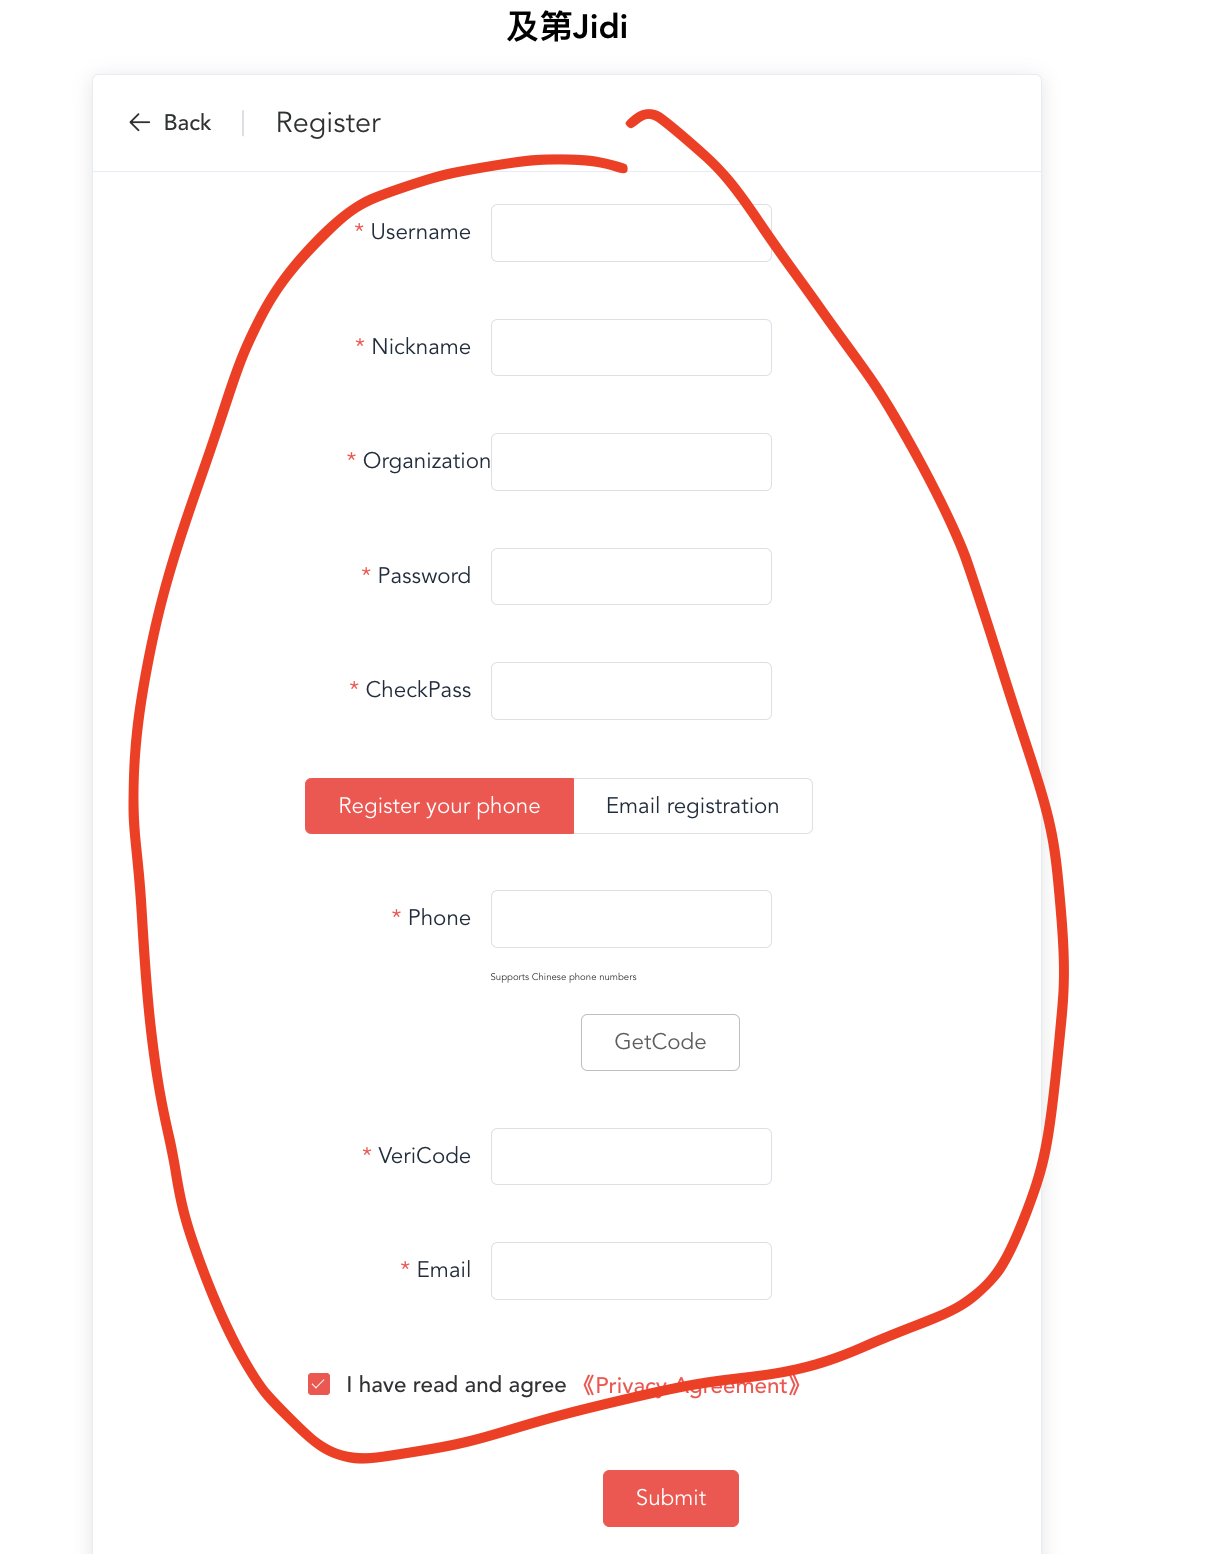 及第Jidi
← Back | Register
* Username
* Nickname
* Organization
* Password
* CheckPass
Register your phone Email registration
* Phone
Supports Chinese phone numbers
GetCode
* VeriCode
* Email
I have read and agree 《Privacy Agreement》
Submit